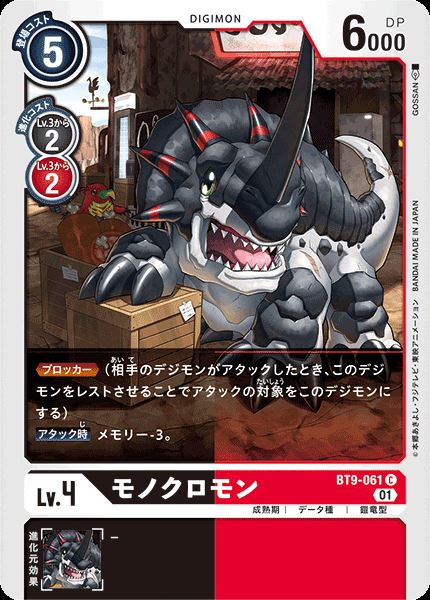 登場コスト
5
DIGIMON
6000
DP
進化コスト
Lv.3から
2
Lv.3から
2
GOSSAN
BANDAI MADE IN JAPAN
© 本郷あきよし・フジテレビ・東映アニメーション
ブロッカー (相手のデジモンがアタックしたとき、このデジ
モンをレストさせることでアタックの対象をこのデジモンに
する)
アタック時 メモリー-3。
Lv.4
モノクロモン
BT9-061 C
01
成熟期 | データ種 | 鎧竜型
進化元効果
-